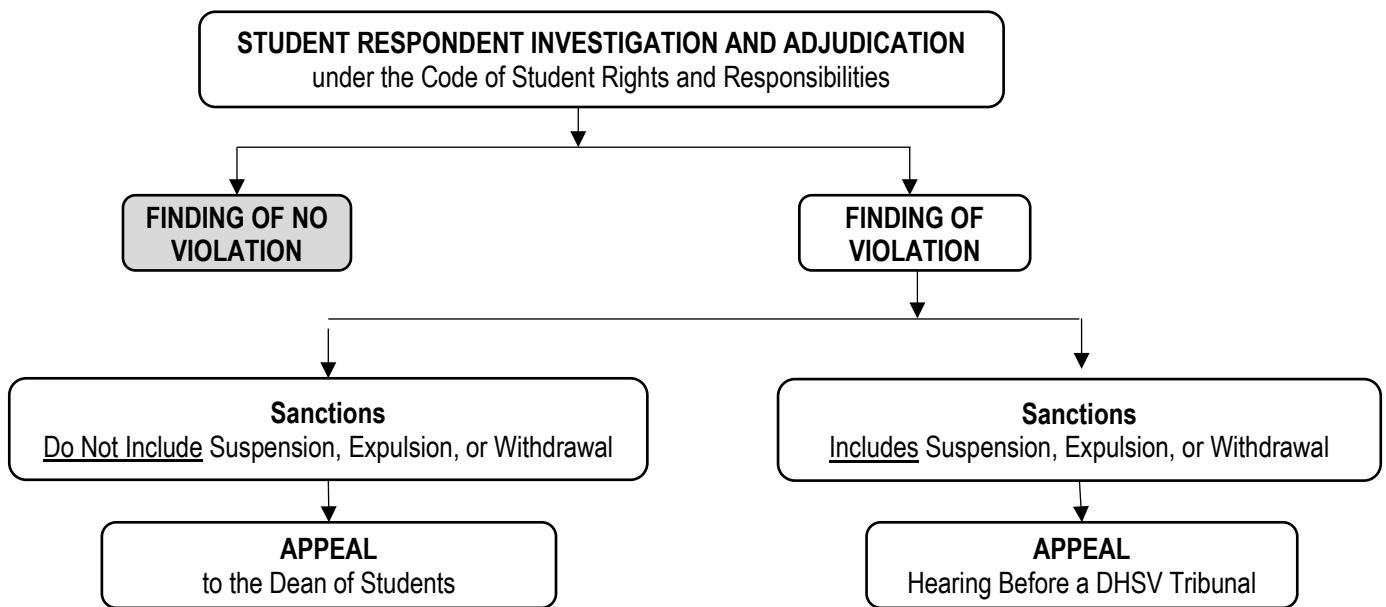 STUDENT RESPONDENT INVESTIGATION AND ADJUDICATION
under the Code of Student Rights and Responsibilities
FINDING OF NO
VIOLATION
FINDING OF
VIOLATION
Sanctions
Do Not Include Suspension, Expulsion, or Withdrawal
Sanctions
Includes Suspension, Expulsion, or Withdrawal
APPEAL
to the Dean of Students
APPEAL
Hearing Before a DHSV Tribunal